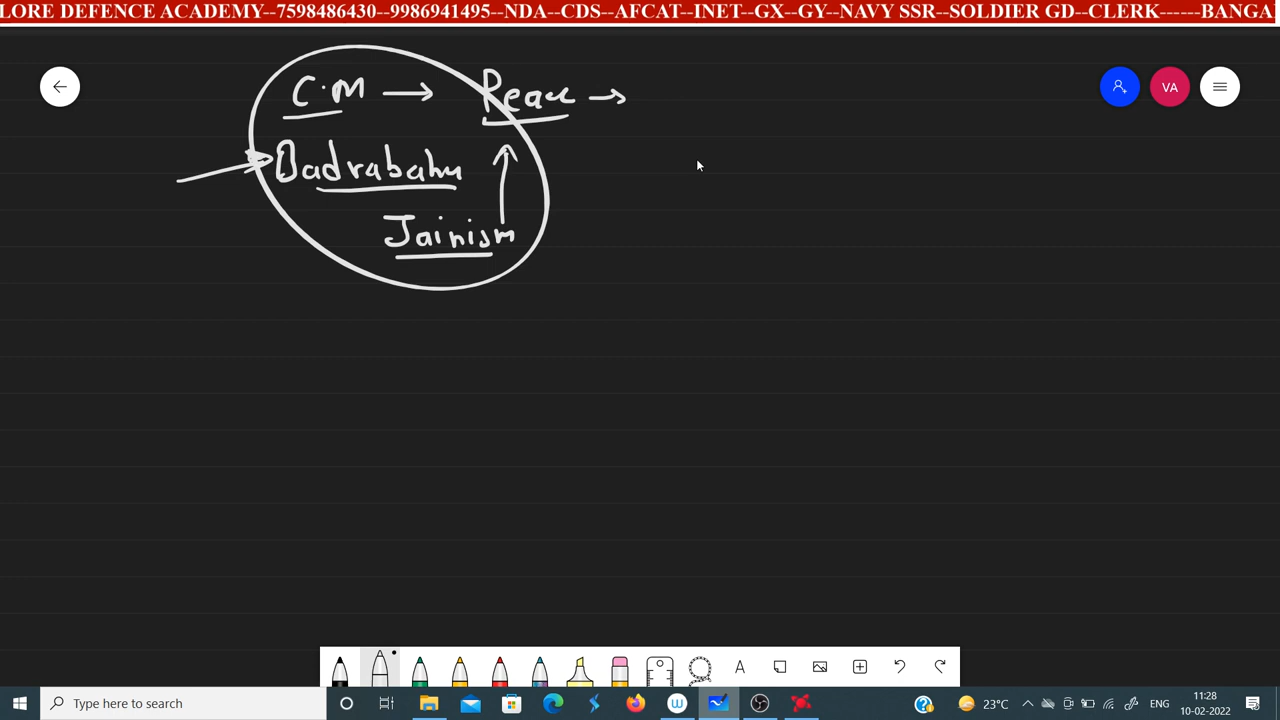 LORE DEFENCE ACADEMY--7598486430--9986941495--NDA--CDS--AFCAT--INET--GX--GY--NAVY SSR--SOLDIER GD--CLERK------BANGA
C.M → Peace →
Badrabahu
Jainism
VA
A
Type here to search
23°C
ENG
11:28
10-02-2022